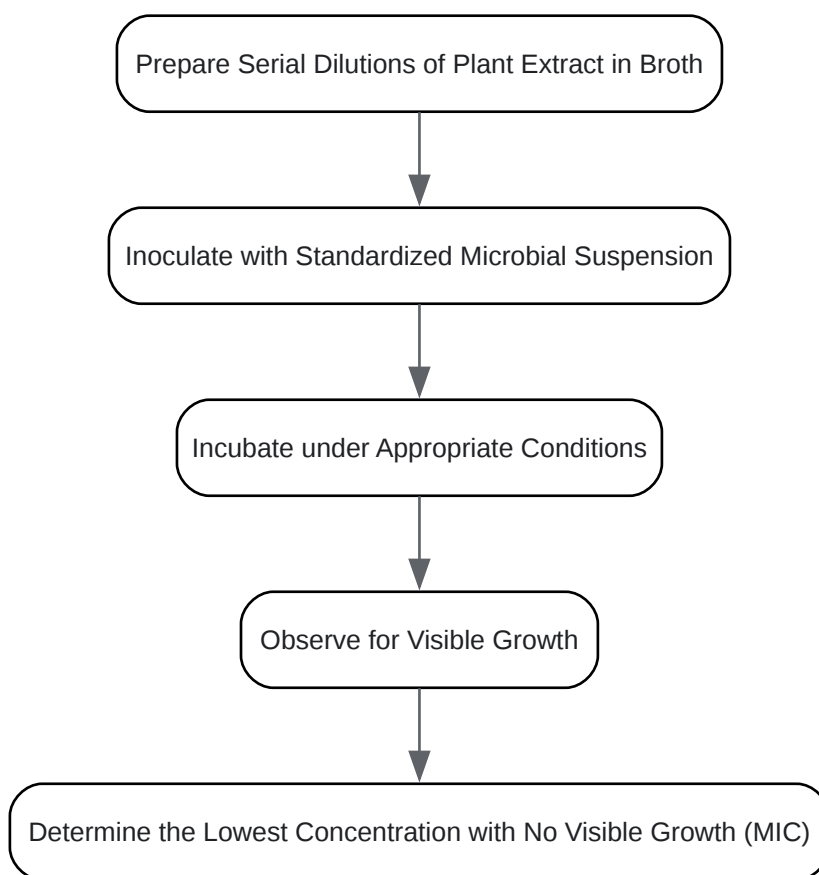 Prepare Serial Dilutions of Plant Extract in Broth
Inoculate with Standardized Microbial Suspension
Incubate under Appropriate Conditions
Observe for Visible Growth
Determine the Lowest Concentration with No Visible Growth (MIC)